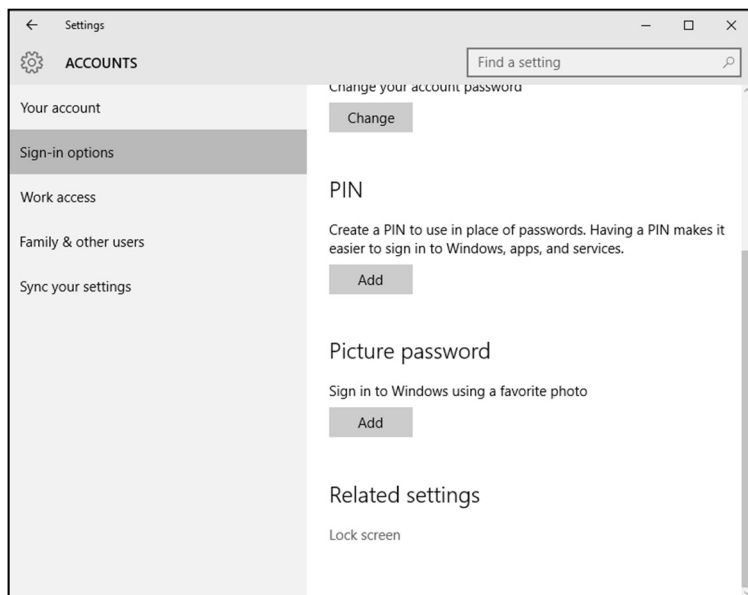 Settings
ACCOUNTS
Find a setting
Your account
Sign-in options
Work access
Family & other users
Sync your settings
Change your account password
Change
PIN
Create a PIN to use in place of passwords. Having a PIN makes it
easier to sign in to Windows, apps, and services.
Add
Picture password
Sign in to Windows using a favorite photo
Add
Related settings
Lock screen